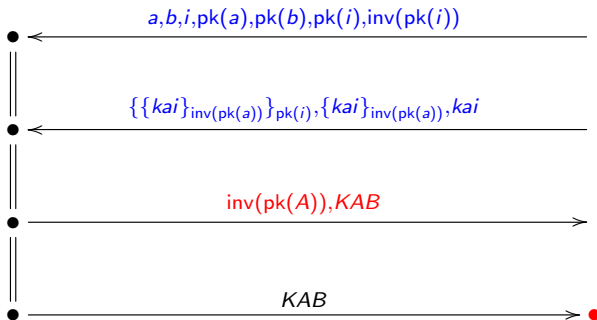 a,b,i,pk(a),pk(b),pk(i),inv(pk(i))
{{kai}inv(pk(a))}pk(i),{kai}inv(pk(a)),kai
inv(pk(A)),KAB
KAB